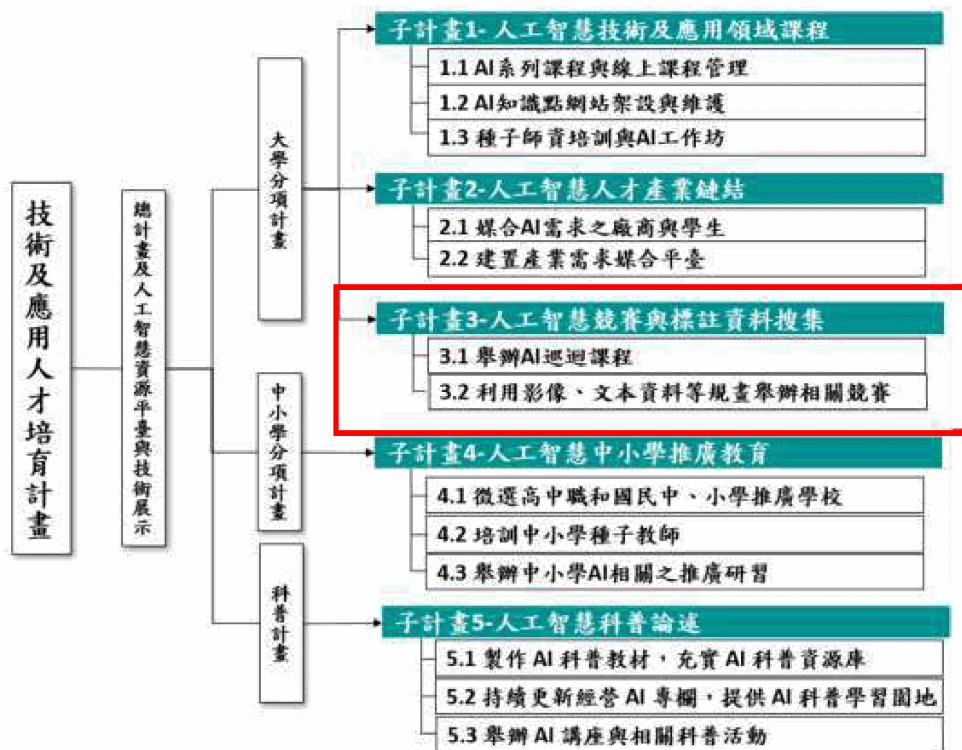 技術及應用人才培育計畫
總計畫及人工智慧資源平臺與技術展示
大學分項計畫
子計畫1-人工智慧技術及應用領域課程
1.1 AI系列課程與線上課程管理
1.2 AI知識點網站架設與維護
1.3 種子師資培訓與AI工作坊
子計畫2-人工智慧人才產業鏈結
2.1 媒合AI需求之廠商與學生
2.2 建置產業需求媒合平臺
子計畫3-人工智慧競賽與標註資料搜集
3.1 舉辦AI巡迴課程
3.2 利用影像、文本資料等規畫舉辦相關競賽
中小學分項計畫
子計畫4-人工智慧中小學推廣教育
4.1 徵選高中職和國民中、小學推廣學校
4.2 培訓中小學種子教師
4.3 舉辦中小學AI相關之推廣研習
科普計畫
子計畫5-人工智慧科普論述
5.1 製作 AI 科普教材，充實 AI 科普資源庫
5.2 持續更新經營 AI 專欄，提供 AI 科普學習園地
5.3 舉辦 AI 講座與相關科普活動